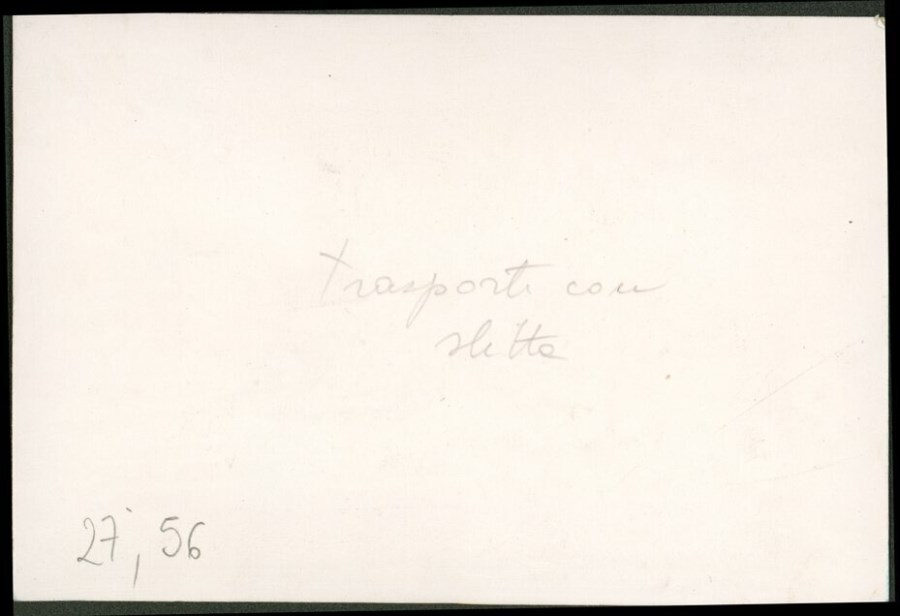 Trasporti con
slitte
27, 56